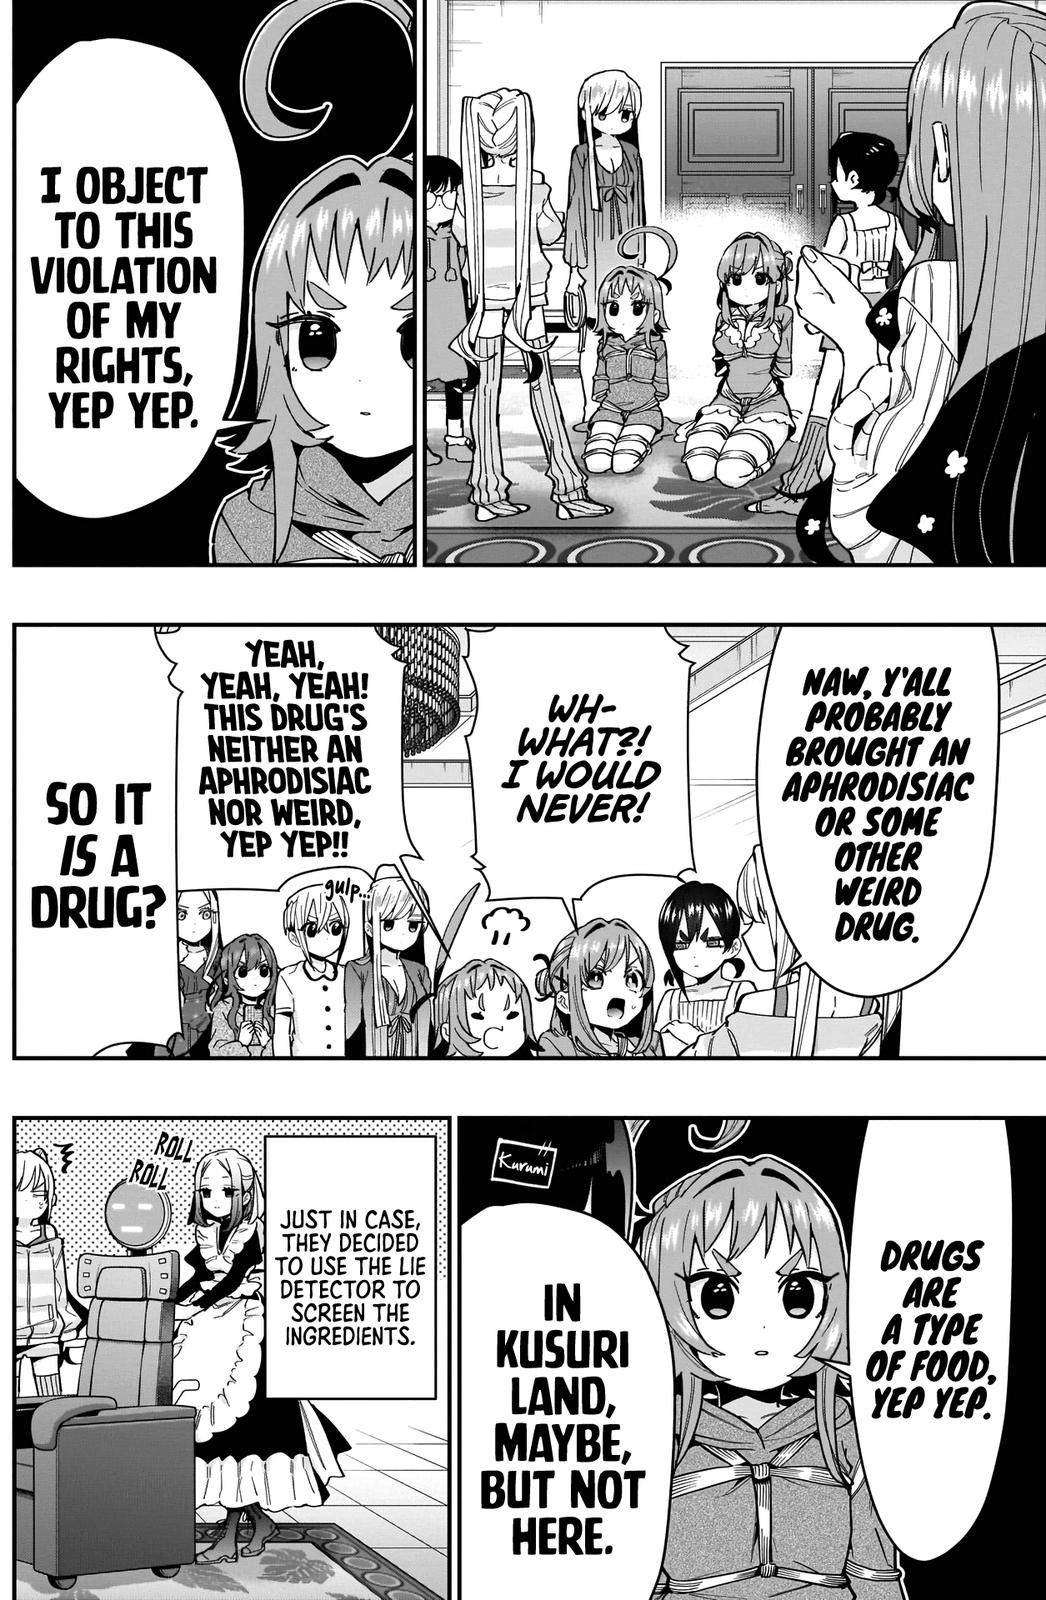 I OBJECT
TO THIS
VIOLATION
OF MY
RIGHTS,
YEP YEP.
NAW, Y'ALL
PROBABLY
BROUGHT AN
APHRODISIAC
OR SOME
OTHER
WEIRD
DRUG.
WH-
WHAT?!
I WOULD
NEVER!
YEAH,
YEAH, YEAH!
THIS DRUG'S
NEITHER AN
APHRODISIAC
NOR WEIRD,
YEP YEP!!
gulp...
SO IT
IS A
DRUG?
DRUGS
ARE
A TYPE
OF FOOD,
YEP YEP.
Kurumi
IN
KUSURI
LAND,
MAYBE,
BUT NOT
HERE.
JUST IN CASE,
THEY DECIDED
TO USE THE LIE
DETECTOR TO
SCREEN THE
INGREDIENTS.
ROLL
ROLL